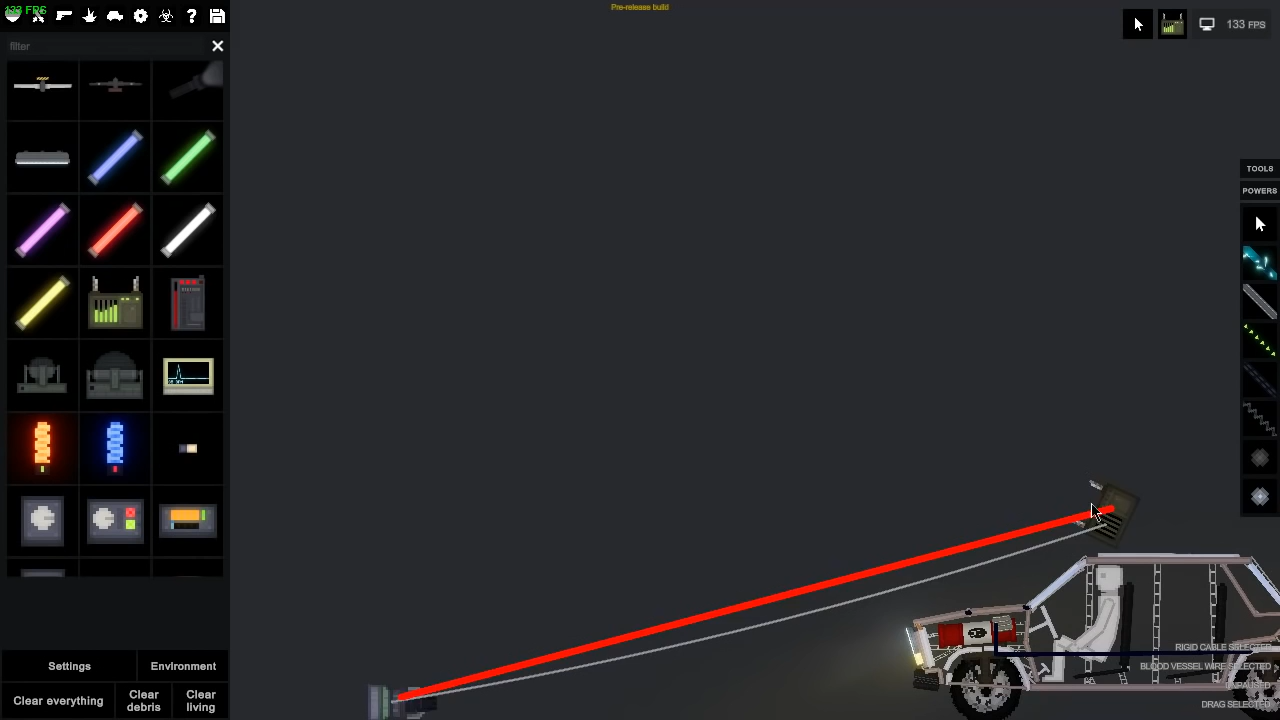 133 FPS
Pre-release build
133 FPS
filter
TOOLS
POWERS
Settings
Environment
Clear everything
Clear debris
Clear living
RIGID CABLE SELECTED
BLOOD VESSEL WIRE SELECTED
UNPAUSED
DRAG SELECTED